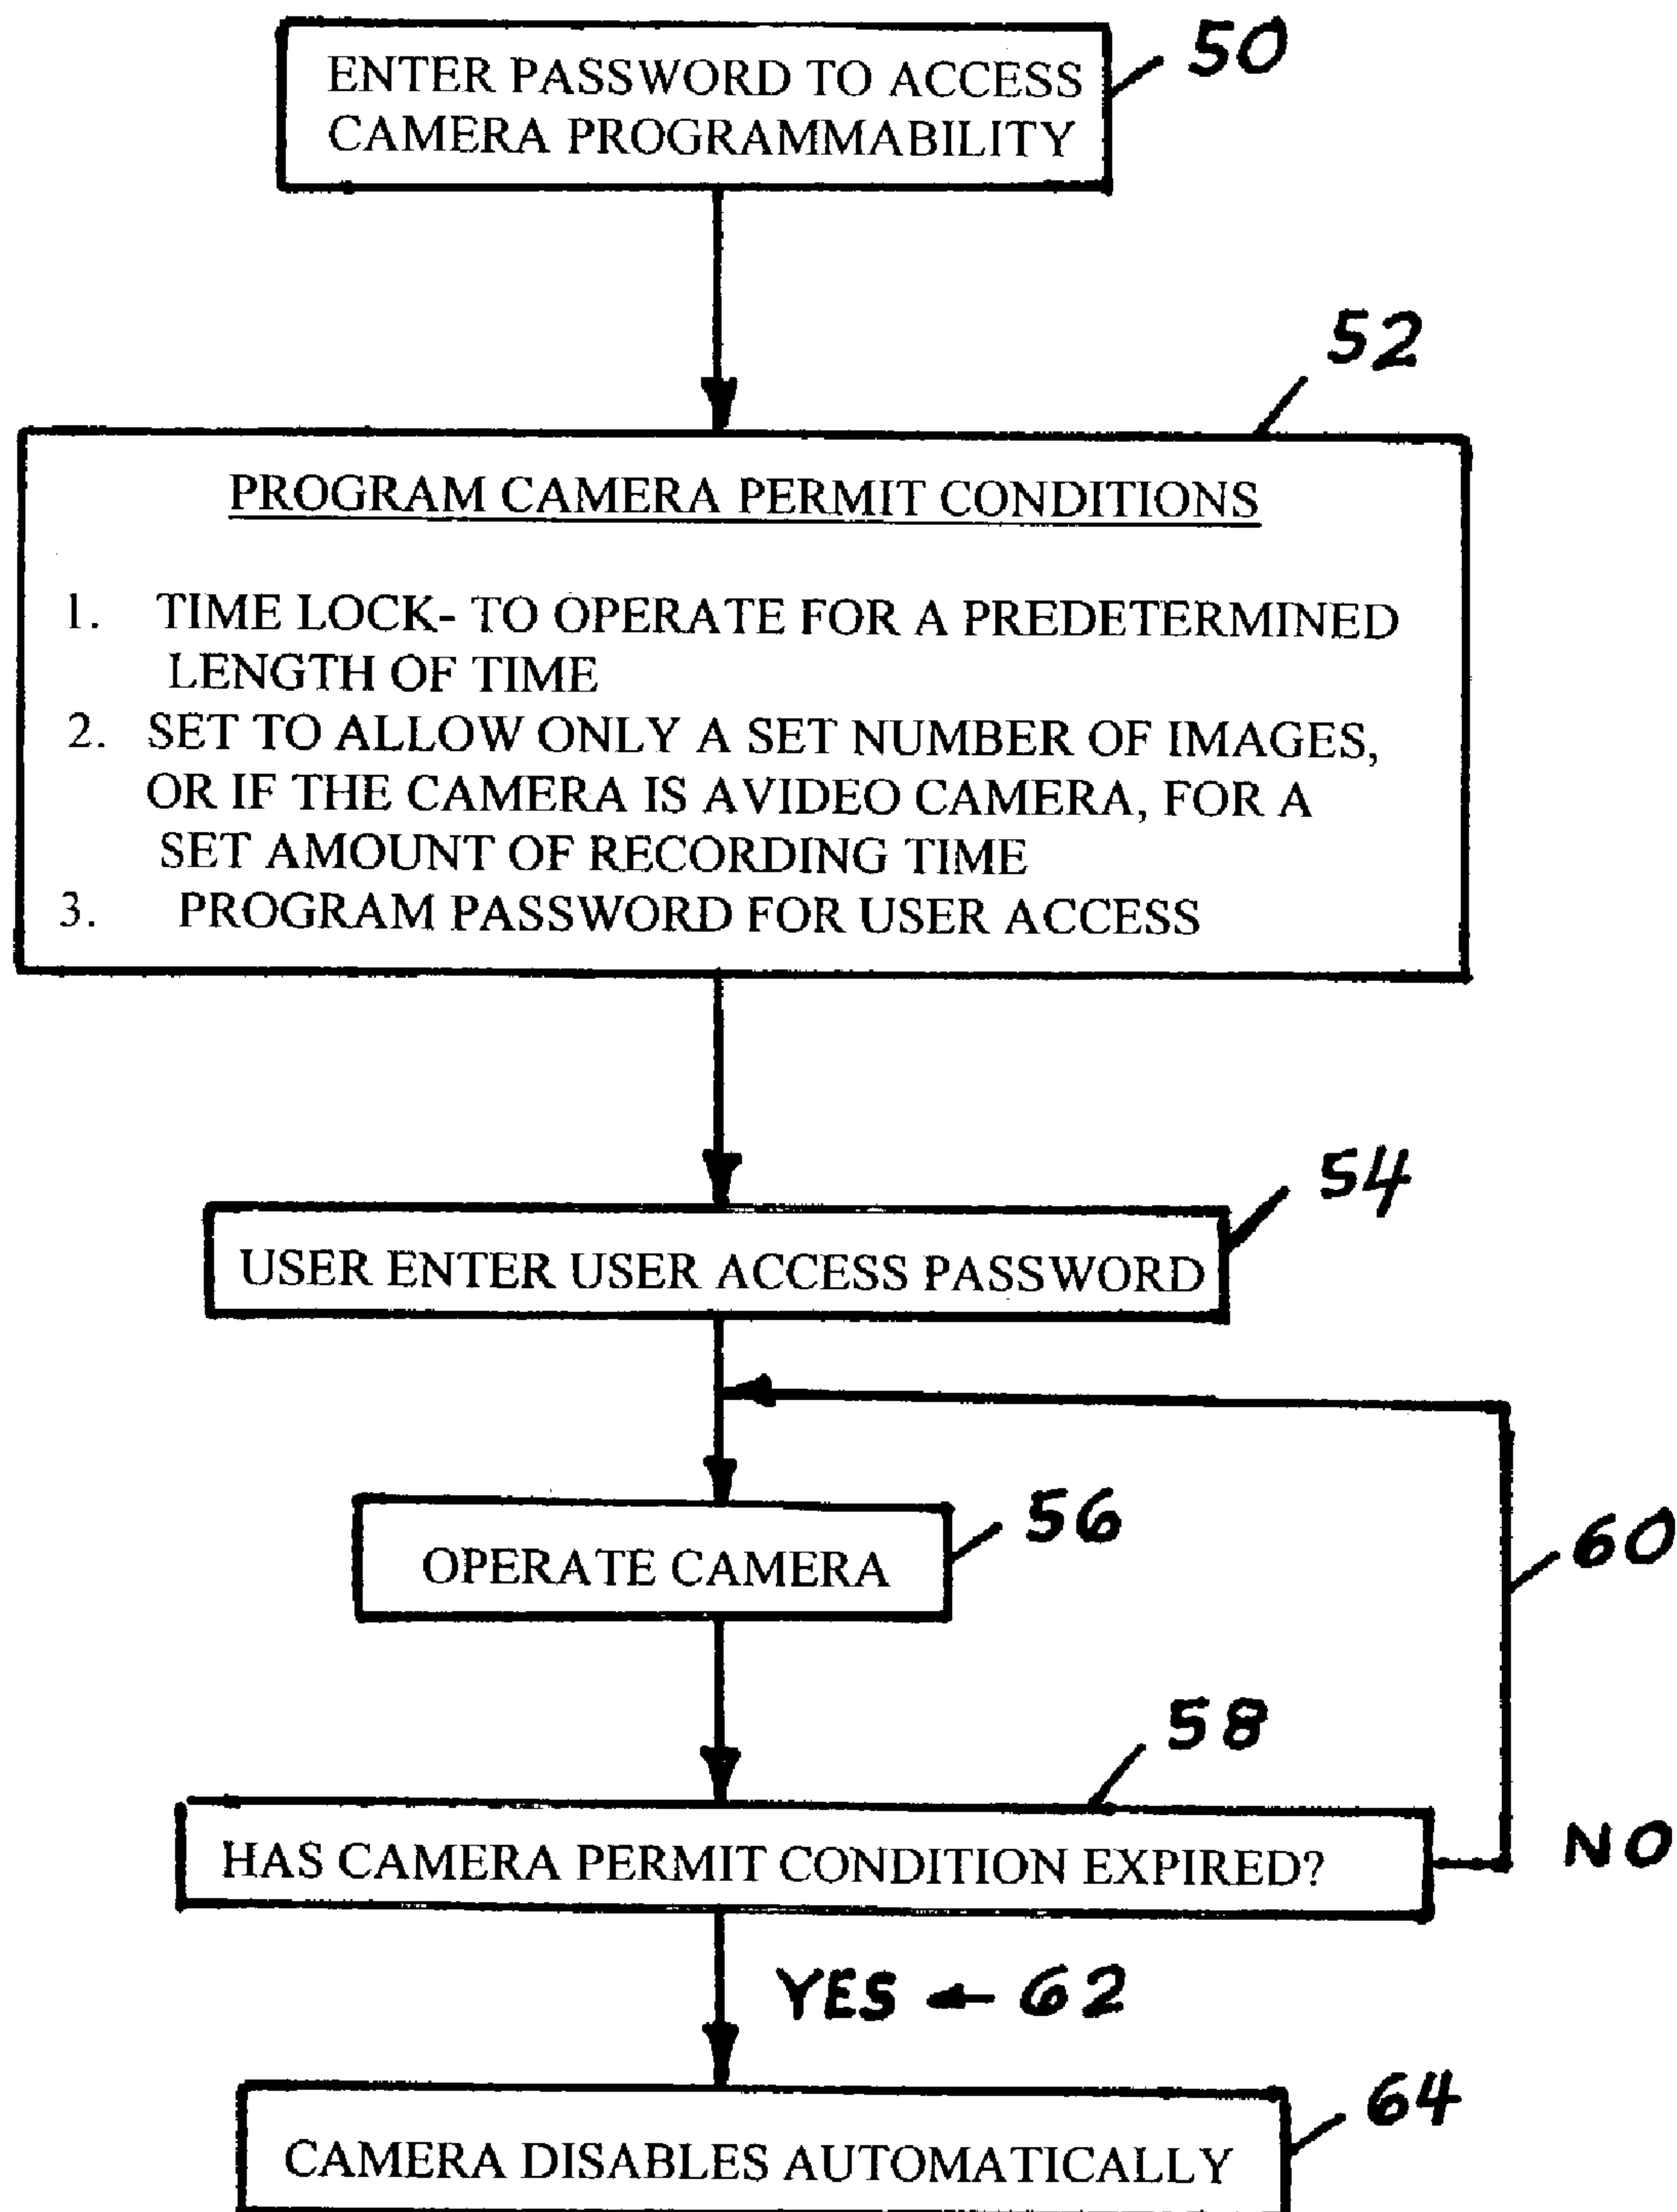 50
ENTER PASSWORD TO ACCESS
CAMERA PROGRAMMABILITY
52
PROGRAM CAMERA PERMIT CONDITIONS
1. TIME LOCK- TO OPERATE FOR A PREDETERMINED
LENGTH OF TIME
2. SET TO ALLOW ONLY A SET NUMBER OF IMAGES,
OR IF THE CAMERA IS AVIDEO CAMERA, FOR A
SET AMOUNT OF RECORDING TIME
3. PROGRAM PASSWORD FOR USER ACCESS
54
USER ENTER USER ACCESS PASSWORD
56
OPERATE CAMERA
60
58
HAS CAMERA PERMIT CONDITION EXPIRED?
NO
YES ← 62
64
CAMERA DISABLES AUTOMATICALLY